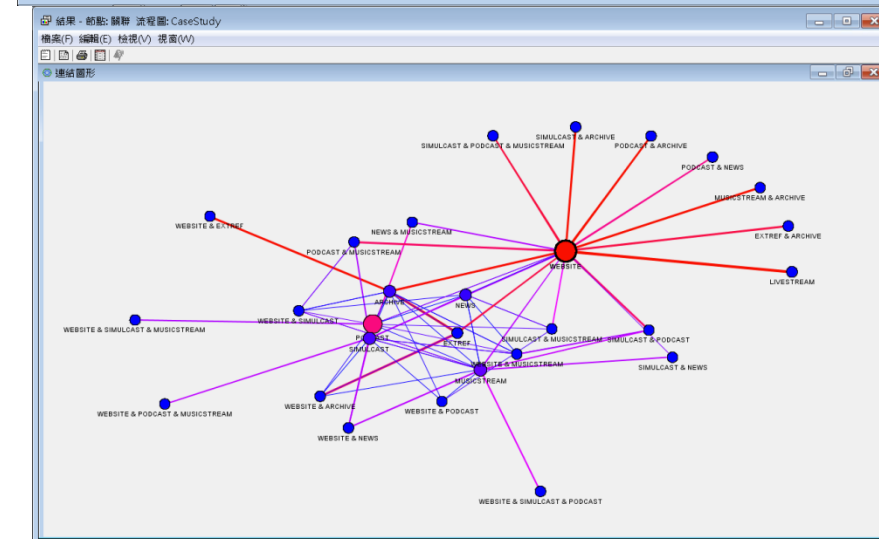 結果 - 節點: 關聯 流程圖: CaseStudy
檔案(F) 編輯(E) 檢視(V) 視窗(W)
連結圖形
SIMULCAST & ARCHIVE
SIMULCAST & PODCAST & MUSICSTREAM
PODCAST & ARCHIVE
PODCAST & NEWS
MUSICSTREAM & ARCHIVE
WEBSITE & EXTREF
NEWS & MUSICSTREAM
EXTREF & ARCHIVE
PODCAST & MUSICSTREAM
WEBSITE
LIVESTREAM
ARCHIVE
NEWS
WEBSITE & SIMULCAST
WEBSITE & SIMULCAST & MUSICSTREAM
PODCAST
SIMULCAST & MUSICSTREAM
SIMULCAST & PODCAST
EXTREF
SIMULCAST
WEBSITE & MUSICSTREAM
SIMULCAST & NEWS
MUSICSTREAM
WEBSITE & ARCHIVE
WEBSITE & PODCAST
WEBSITE & PODCAST & MUSICSTREAM
WEBSITE & NEWS
WEBSITE & SIMULCAST & PODCAST